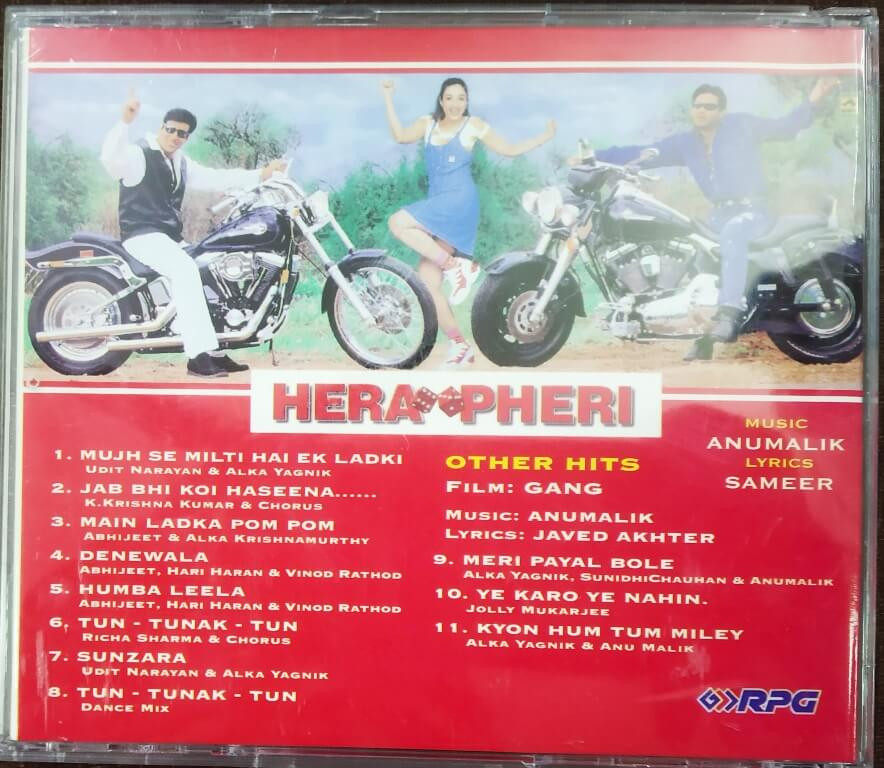 HERA PHERI
1. MUJH SE MILTI HAI EK LADKI
UDIT NARAYAN & ALKA YAGNIK
2. JAB BHI KOI HASEENA......
K.KRISHNA KUMAR & CHORUS
3. MAIN LADKA POM POM
ABHIJEET & ALKA KRISHNAMURTHY
4. DENEWALA
ABHIJEET, HARI HARAN & VINOD RATHOD
5. HUMBA LEELA
ABHIJEET, HARI HARAN & VINOD RATHOD
6. TUN - TUNAK - TUN
RICHA SHARMA & CHORUS
7. SUNZARA
UDIT NARAYAN & ALKA YAGNIK
8. TUN - TUNAK - TUN
DANCE MIX
OTHER HITS
FILM: GANG
MUSIC: ANUMALIK
LYRICS: JAVED AKHTER
9. MERI PAYAL BOLE
ALKA YAGNIK, SUNIDHICHAUHAN & ANUMALIK
10. YE KARO YE NAHIN.
JOLLY MUKARJEE
11. KYON HUM TUM MILEY
ALKA YAGNIK & ANU MALIK
MUSIC
ANUMALIK
LYRICS
SAMEER
RPG